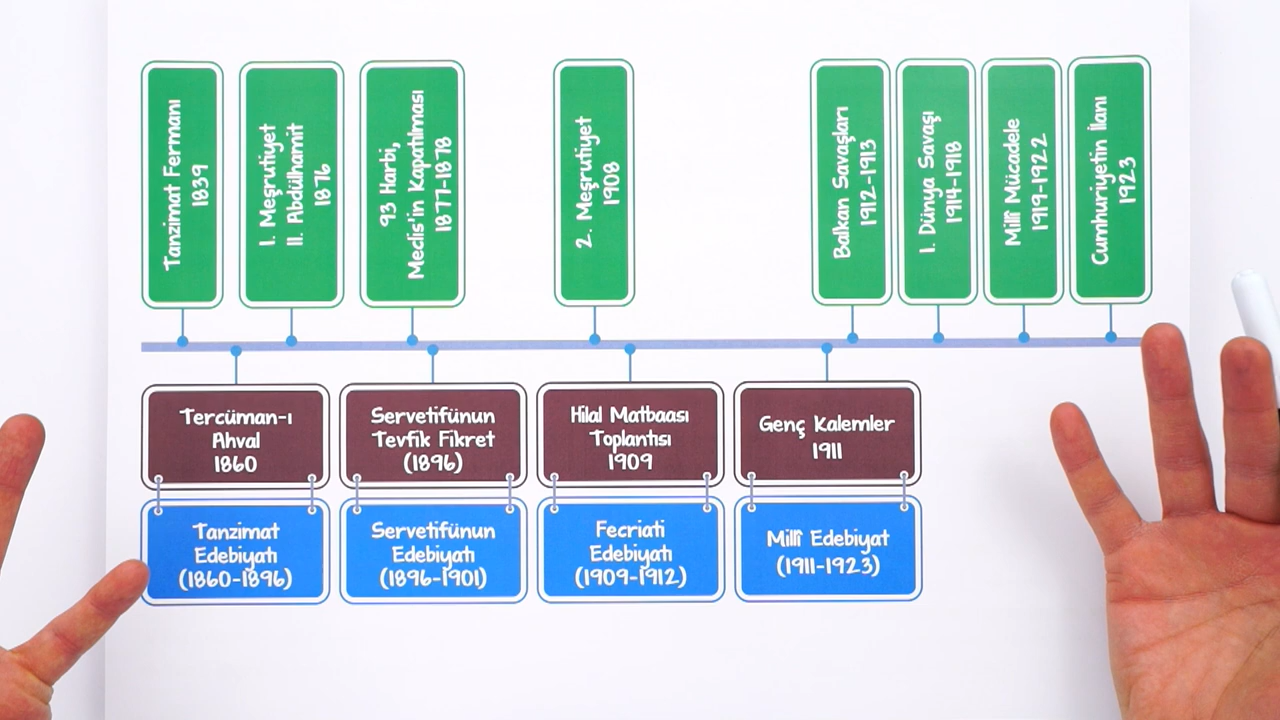 Tanzimat Fermanı
1839
I. Meşrutiyet
II. Abdülhamit
1876
93 Harbi,
Meclis'in Kapatılması
1877-1878
2. Meşrutiyet
1908
Balkan Savaşları
1912-1913
I. Dünya Savaşı
1914-1918
Millî Mücadele
1919-1922
Cumhuriyetin İlanı
1923
Tercüman-ı
Ahval
1860
Servetifünun
Tevfik Fikret
(1896)
Hilal Matbaası
Toplantısı
1909
Genç Kalemler
1911
Tanzimat
Edebiyatı
(1860-1896)
Servetifünun
Edebiyatı
(1896-1901)
Fecriati
Edebiyatı
(1909-1912)
Millî Edebiyat
(1911-1923)